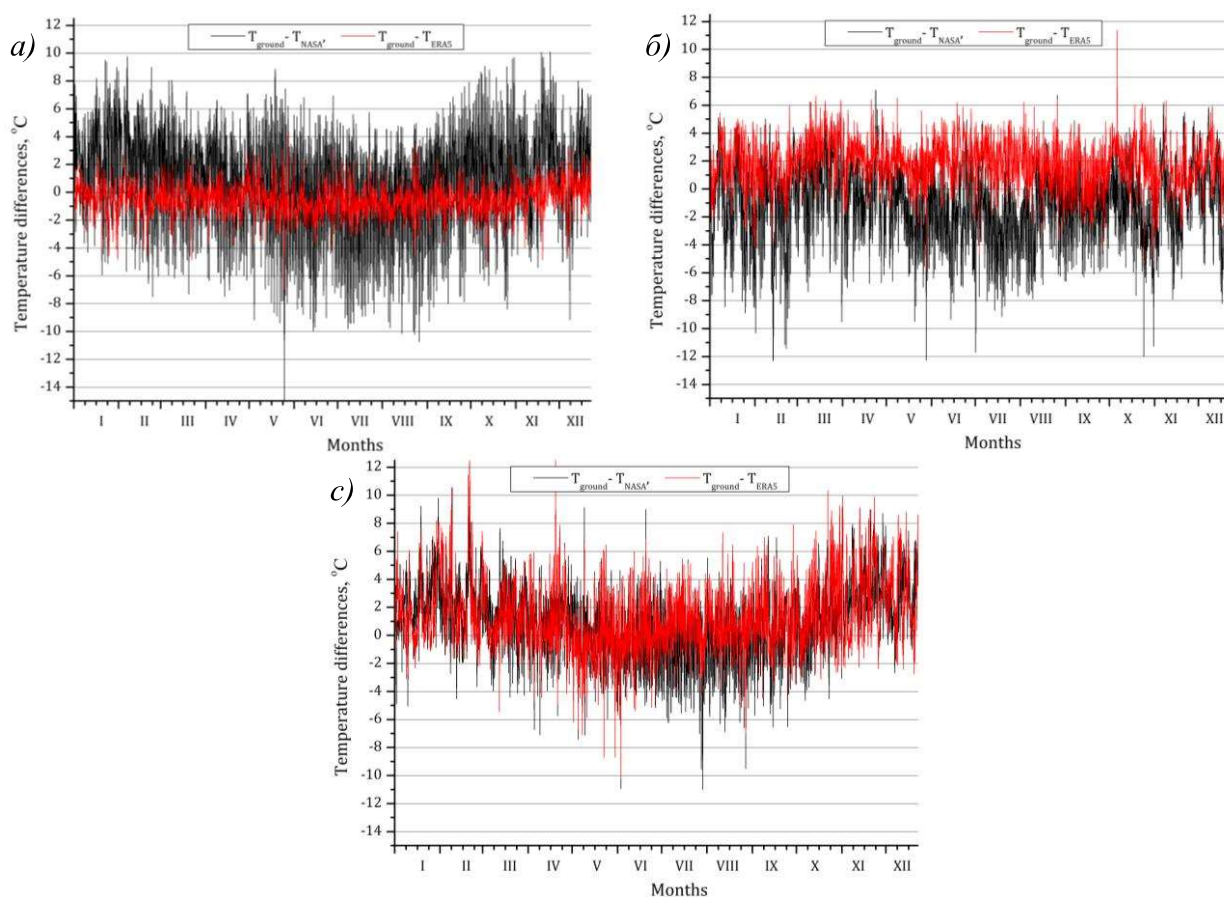 а)
T_ground - T_NASA, T_ground - T_ERA5
Temperature differences, °C
12
10
8
6
4
2
0
-2
-4
-6
-8
-10
-12
-14
I II III IV V VI VII VIII IX X XI XII
Months
б)
T_ground - T_NASA, T_ground - T_ERA5
Temperature differences, °C
12
10
8
6
4
2
0
-2
-4
-6
-8
-10
-12
-14
I II III IV V VI VII VIII IX X XI XII
Months
с)
T_ground - T_NASA, T_ground - T_ERA5
Temperature differences, °C
12
10
8
6
4
2
0
-2
-4
-6
-8
-10
-12
-14
I II III IV V VI VII VIII IX X XI XII
Months